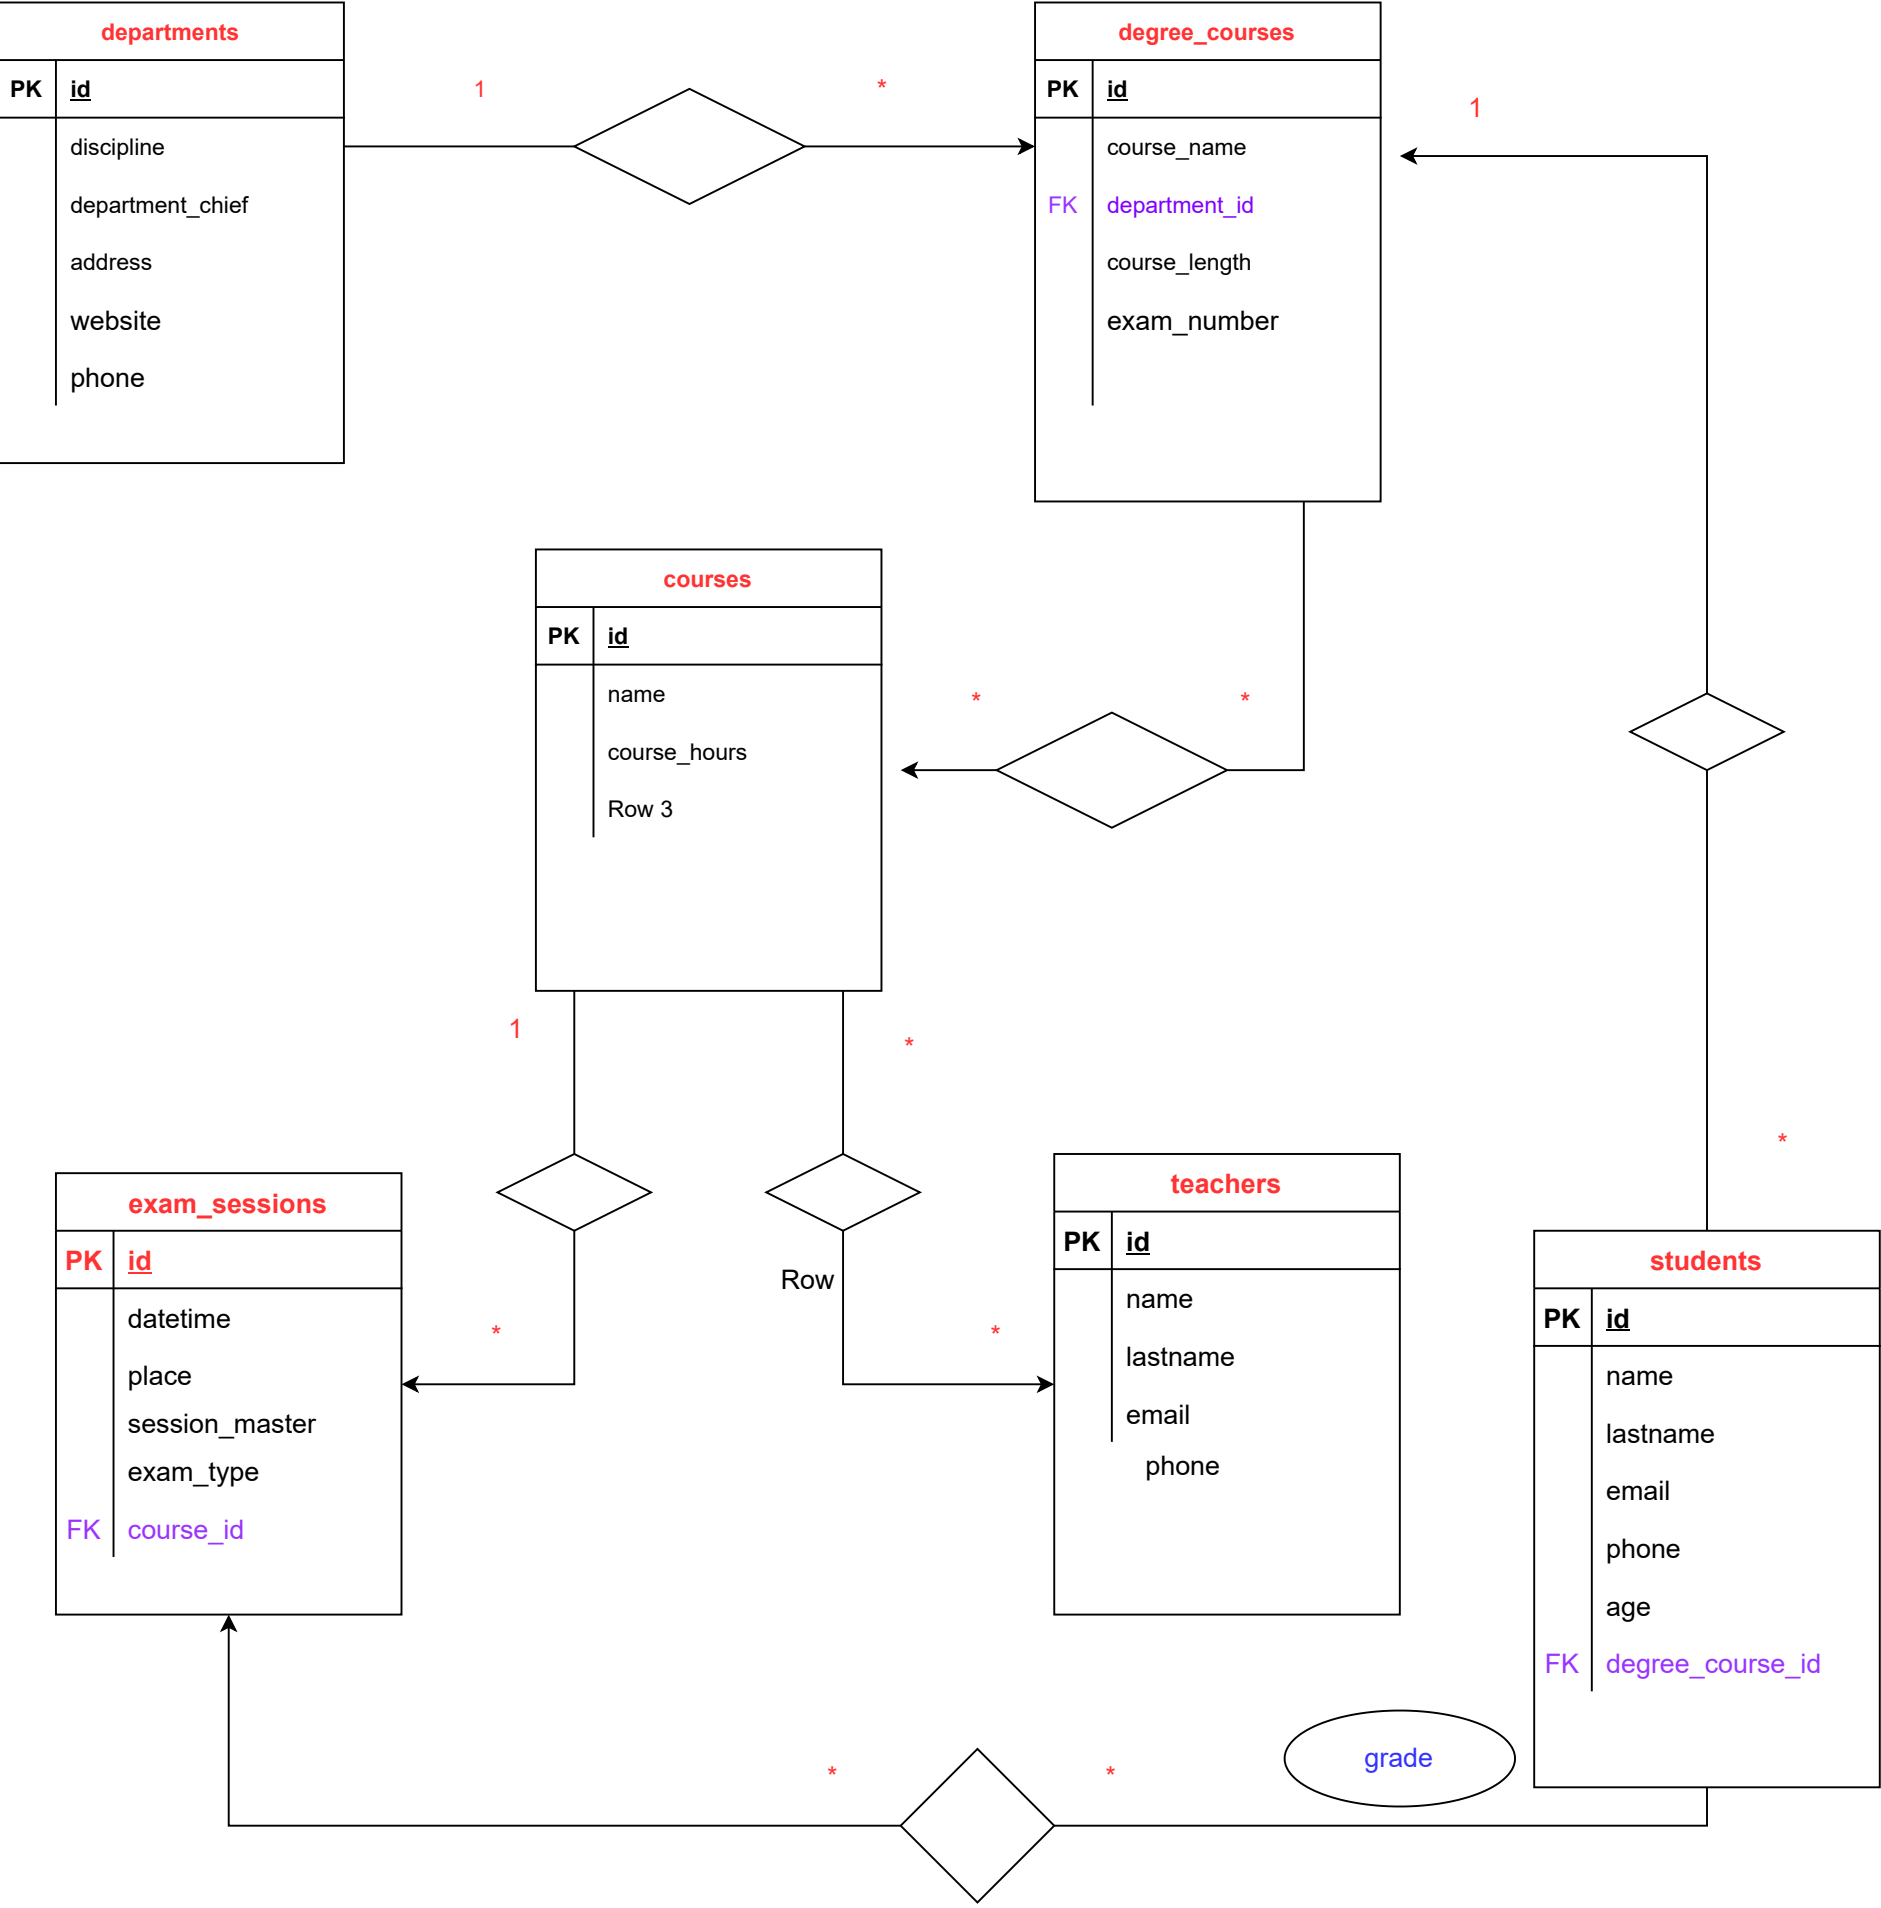 departments
PK id
discipline
department_chief
address
website
phone
1
*
degree_courses
PK id
course_name
FK department_id
course_length
exam_number
1
courses
PK id
name
course_hours
Row 3
*
*
1
*
*
exam_sessions
PK id
datetime
place
session_master
exam_type
FK course_id
*
Row
*
teachers
PK id
name
lastname
email
phone
students
PK id
name
lastname
email
phone
age
FK degree_course_id
grade
*
*